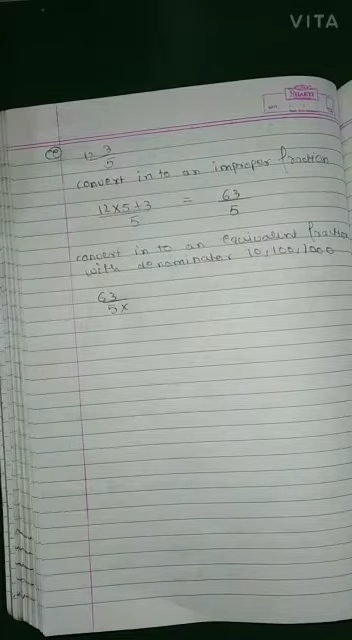 VITA
(e) 12 3/5
convert in to an improper fraction
12×5+3/5 = 63/5
convert in to an equivalent fraction
with denominator 10,100,1000
63/5×